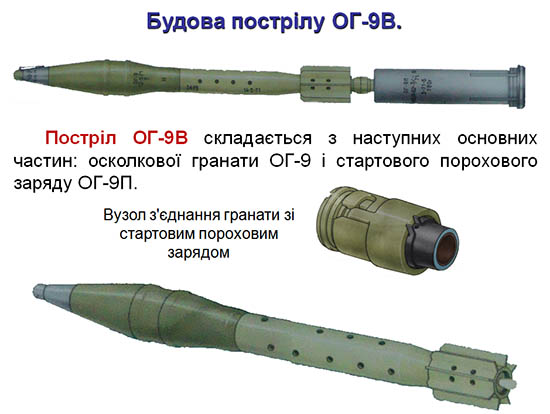 Будова пострілу ОГ-9В.
Постріл ОГ-9В складається з наступних основних
частин: осколкової гранати ОГ-9 і стартового порохового
заряду ОГ-9П.
Вузол з'єднання гранати зі
стартовим пороховим
зарядом